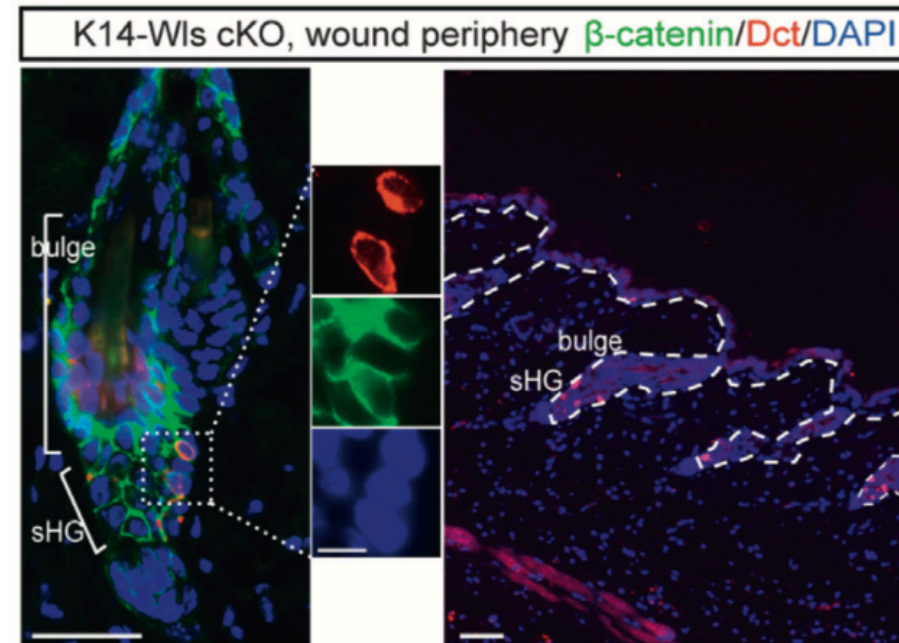 K14-Wls cKO, wound periphery β-catenin/Dct/DAPI
bulge
sHG
bulge
sHG